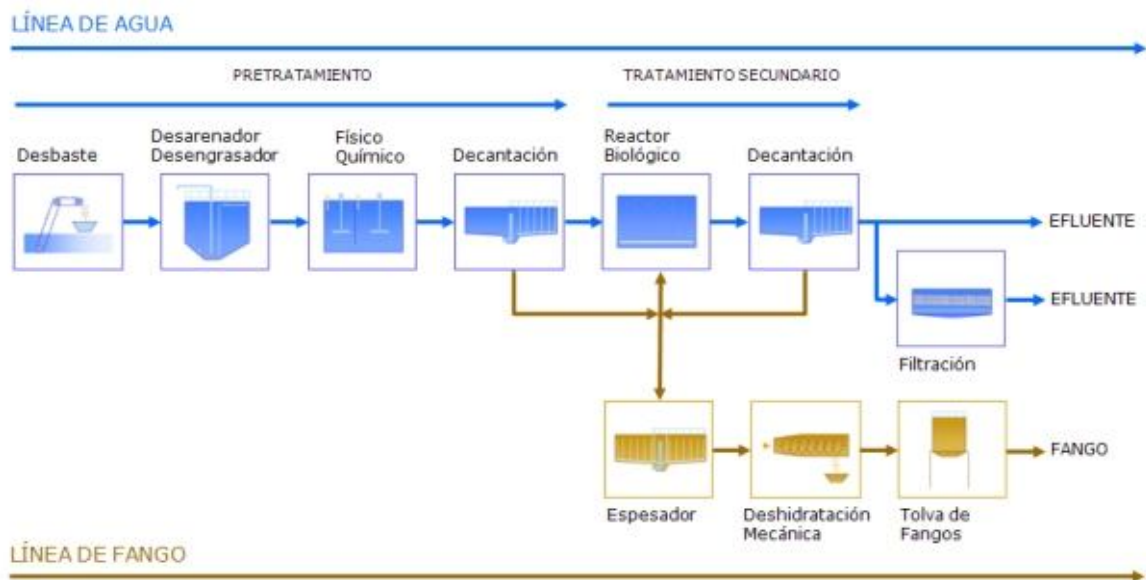 LÍNEA DE AGUA
PRETRATAMIENTO
TRATAMIENTO SECUNDARIO
Desbaste
Desarenador
Desengrasador
Físico
Químico
Decantación
Reactor
Biológico
Decantación
EFLUENTE
EFLUENTE
Filtración
FANGO
Espesador
Deshidratación
Mecánica
Tolva de
Fangos
LÍNEA DE FANGO